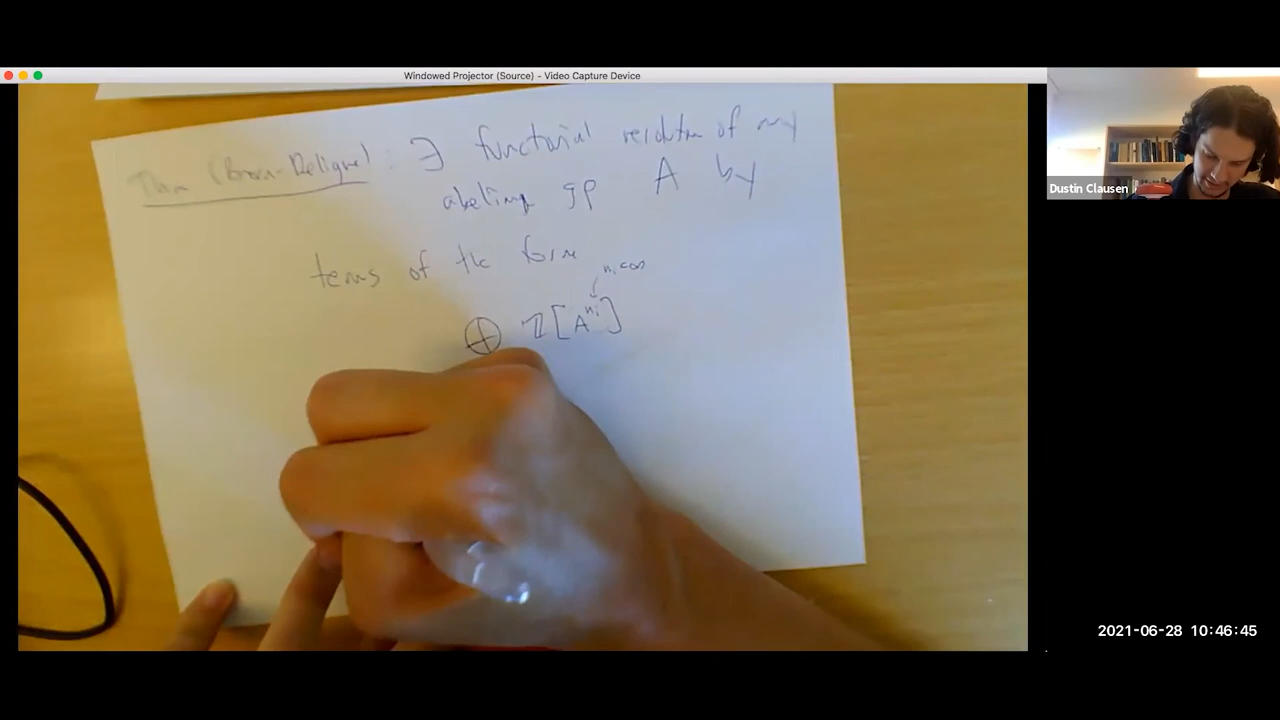 Windowed Projector (Source) - Video Capture Device
Thm (Breen-Deligne) : ∃ functorial resolution of any
abelian gp A by
terms of the form
n_i
⊕ ℤ[A^{n_i}]
Dustin Clausen
2021-06-28 10:46:45